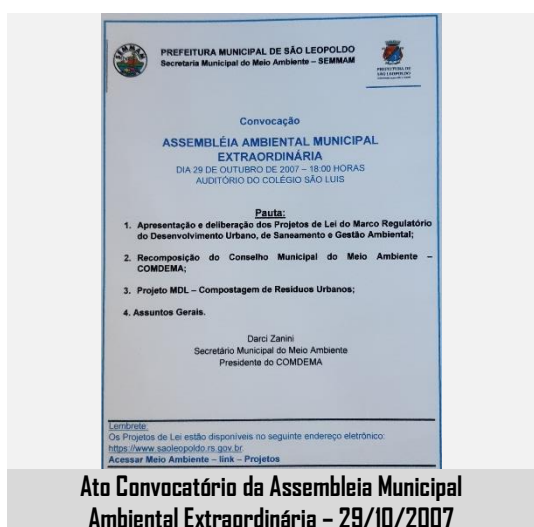 SEMMAM
PREFEITURA MUNICIPAL DE SÃO LEOPOLDO
Secretaria Municipal do Meio Ambiente – SEMMAM
PREFEITURA DE
SÃO LEOPOLDO
Convocação
ASSEMBLÉIA AMBIENTAL MUNICIPAL
EXTRAORDINÁRIA
DIA 29 DE OUTUBRO DE 2007 – 18:00 HORAS
AUDITÓRIO DO COLÉGIO SÃO LUIS
Pauta:
1. Apresentação e deliberação dos Projetos de Lei do Marco Regulatório
do Desenvolvimento Urbano, de Saneamento e Gestão Ambiental;
2. Recomposição do Conselho Municipal do Meio Ambiente –
COMDEMA;
3. Projeto MDL – Compostagem de Resíduos Urbanos;
4. Assuntos Gerais.
Darci Zanini
Secretário Municipal do Meio Ambiente
Presidente do COMDEMA
Lembrete:
Os Projetos de Lei estão disponíveis no seguinte endereço eletrônico:
https://www.saoleopoldo.rs.gov.br.
Acessar Meio Ambiente – link – Projetos
Ato Convocatório da Assembleia Municipal
Ambiental Extraordinária – 29/10/2007